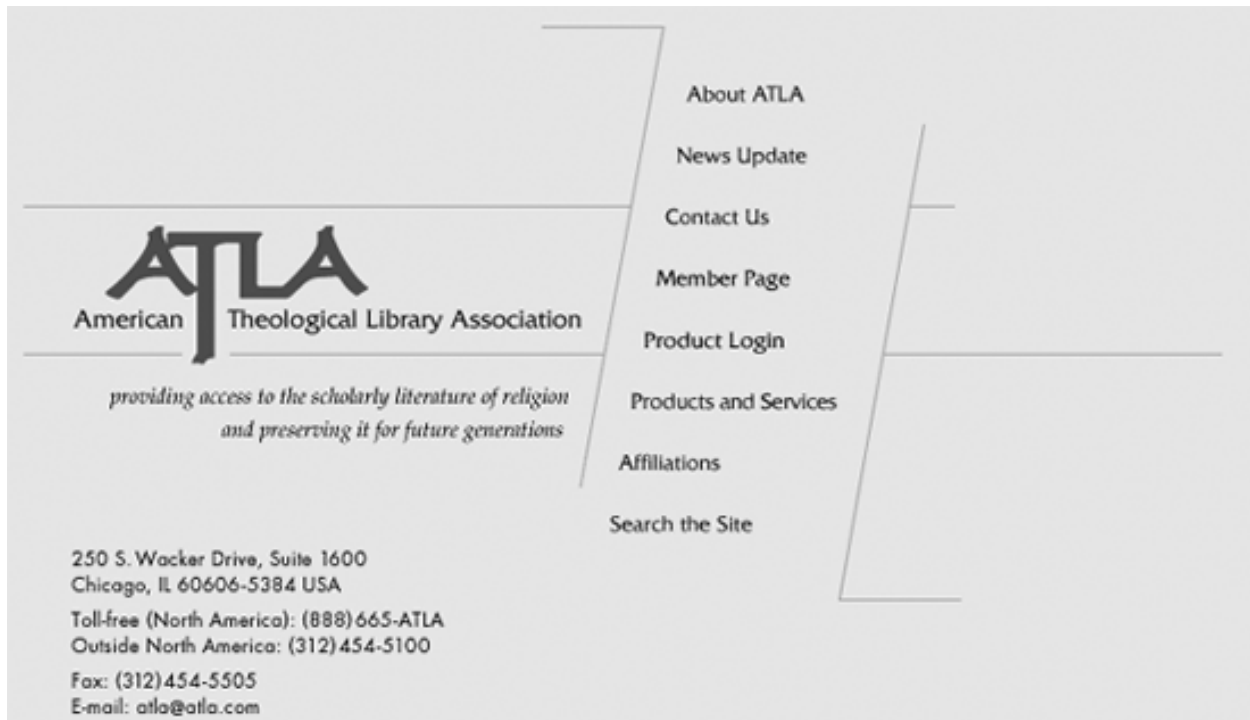 ATLA
American Theological Library Association
providing access to the scholarly literature of religion
and preserving it for future generations
250 S. Wacker Drive, Suite 1600
Chicago, IL 60606-5384 USA
Toll-free (North America): (888)665-ATLA
Outside North America: (312)454-5100
Fax: (312)454-5505
E-mail: atla@atla.com
About ATLA
News Update
Contact Us
Member Page
Product Login
Products and Services
Affiliations
Search the Site